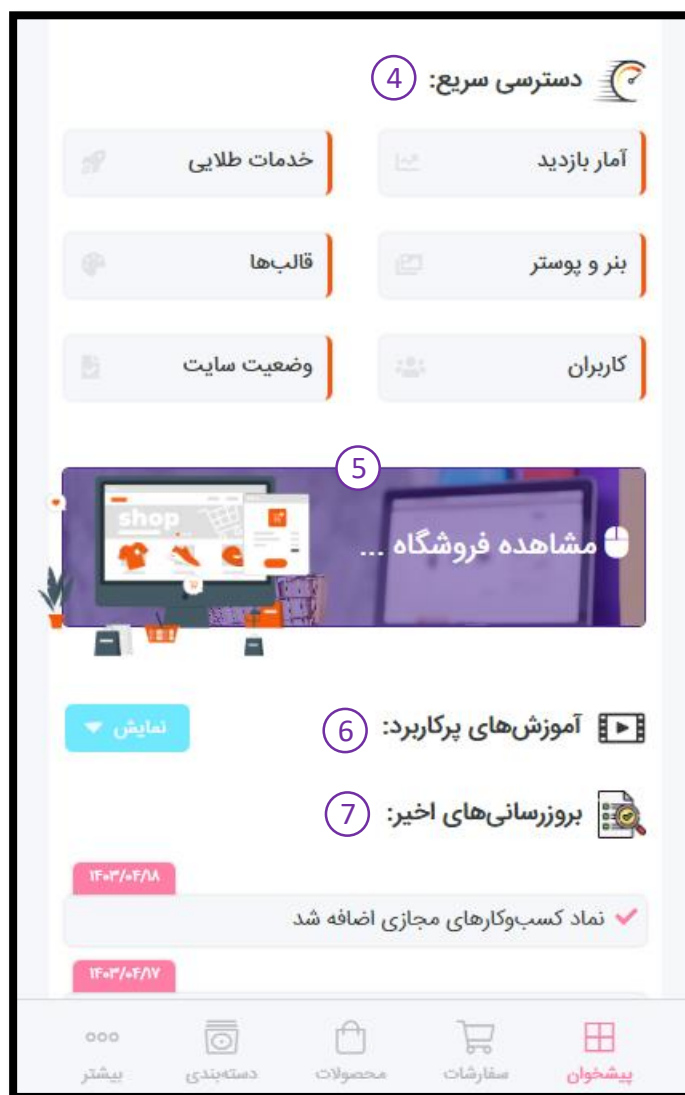 دسترسی سریع: 4
آمار بازدید
خدمات طلایی
بنر و پوستر
قالب‌ها
کاربران
وضعیت سایت
5
shop
مشاهده فروشگاه ...
آموزش‌های پرکاربرد: 6
نمایش
بروزرسانی‌های اخیر: 7
۱۴۰۳/۰۴/۱۸
نماد کسب‌وکارهای مجازی اضافه شد
۱۴۰۳/۰۴/۱۷
پیشخوان
سفارشات
محصولات
دسته‌بندی
بیشتر